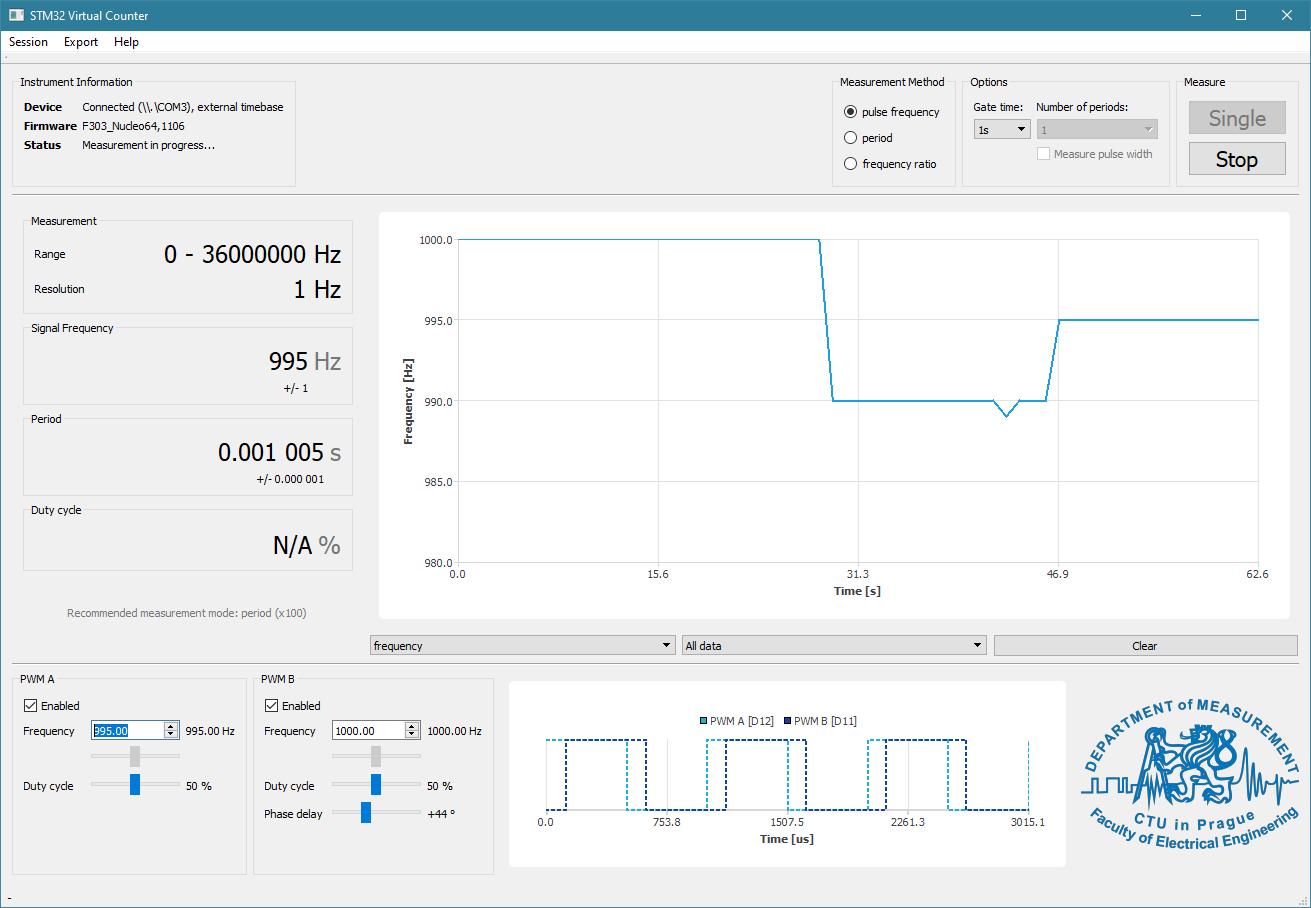 STM32 Virtual Counter
Session Export Help
Instrument Information
Device Connected (\\.\COM3), external timebase
Firmware F303_Nucleo64,1106
Status Measurement in progress...
Measurement Method
pulse frequency
period
frequency ratio
Options
Gate time: Number of periods:
1s 1
Measure pulse width
Measure
Single
Stop
Measurement
Range 0 - 36000000 Hz
Resolution 1 Hz
Signal Frequency
995 Hz
+/- 1
Period
0.001 005 s
+/- 0.000 001
Duty cycle
N/A %
Recommended measurement mode: period (x100)
1000.0
995.0
990.0
985.0
980.0
Frequency [Hz]
0.0 15.6 31.3 46.9 62.6
Time [s]
frequency All data Clear
PWM A
Enabled
Frequency 995.00 995.00 Hz
Duty cycle 50 %
PWM B
Enabled
Frequency 1000.00 1000.00 Hz
Duty cycle 50 %
Phase delay +44 °
PWM A [D12] PWM B [D11]
0.0 753.8 1507.5 2261.3 3015.1
Time [us]
DEPARTMENT of MEASUREMENT
CTU in Prague
Faculty of Electrical Engineering
-